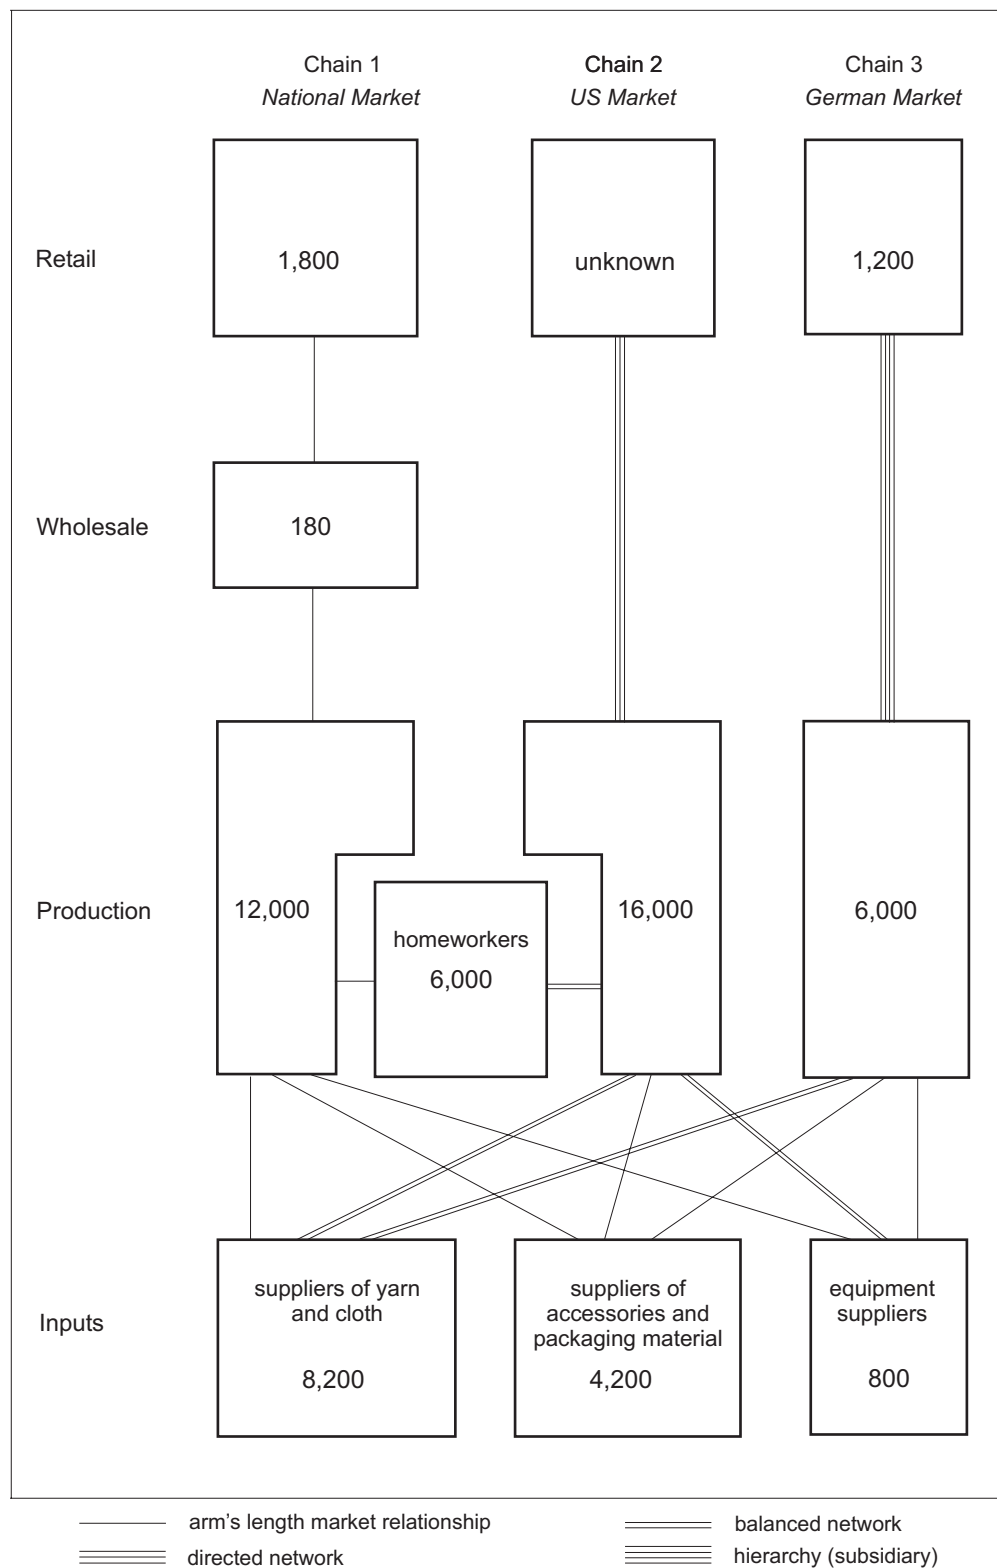 Chain 1
National Market
Chain 2
US Market
Chain 3
German Market
Retail
1,800
unknown
1,200
Wholesale
180
Production
12,000
homeworkers
6,000
16,000
6,000
Inputs
suppliers of yarn
and cloth
8,200
suppliers of
accessories and
packaging material
4,200
equipment
suppliers
800
arm's length market relationship
balanced network
directed network
hierarchy (subsidiary)